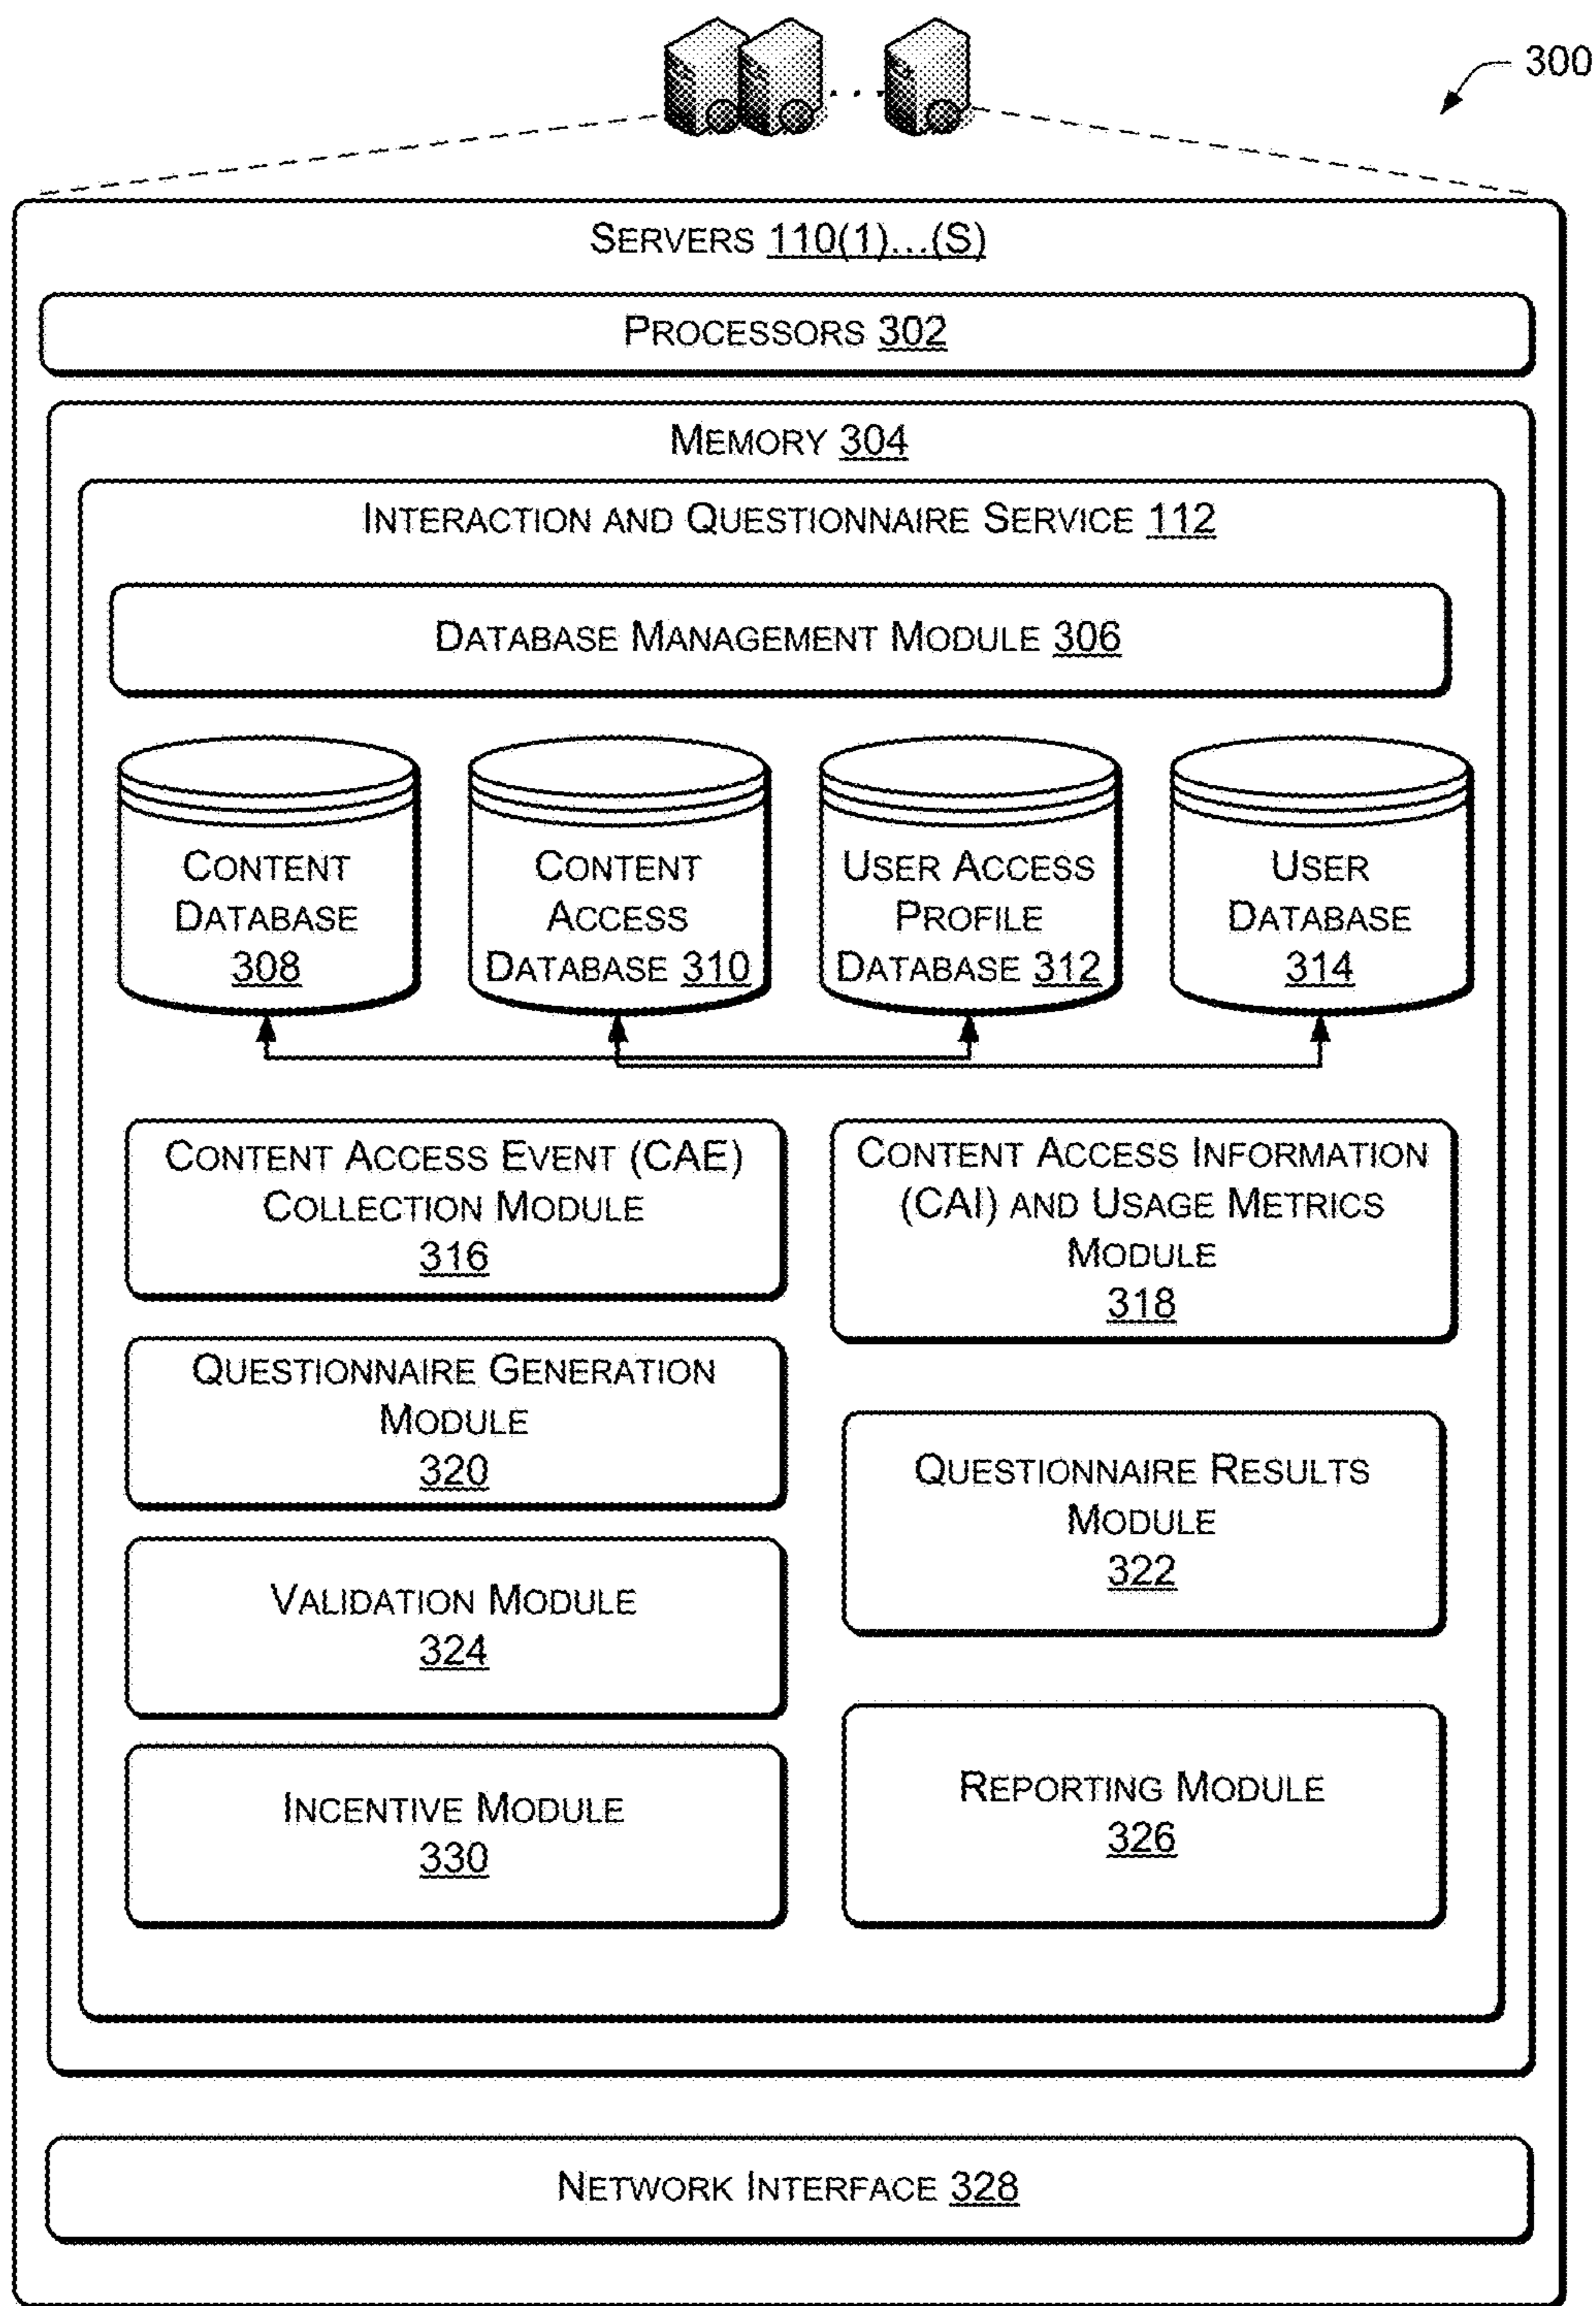 300
SERVERS 110(1)...(S)
PROCESSORS 302
MEMORY 304
INTERACTION AND QUESTIONNAIRE SERVICE 112
DATABASE MANAGEMENT MODULE 306
CONTENT
DATABASE
308
CONTENT
ACCESS
DATABASE 310
USER ACCESS
PROFILE
DATABASE 312
USER
DATABASE
314
CONTENT ACCESS EVENT (CAE)
COLLECTION MODULE
316
CONTENT ACCESS INFORMATION
(CAI) AND USAGE METRICS
MODULE
318
QUESTIONNAIRE GENERATION
MODULE
320
QUESTIONNAIRE RESULTS
MODULE
322
VALIDATION MODULE
324
REPORTING MODULE
326
INCENTIVE MODULE
330
NETWORK INTERFACE 328